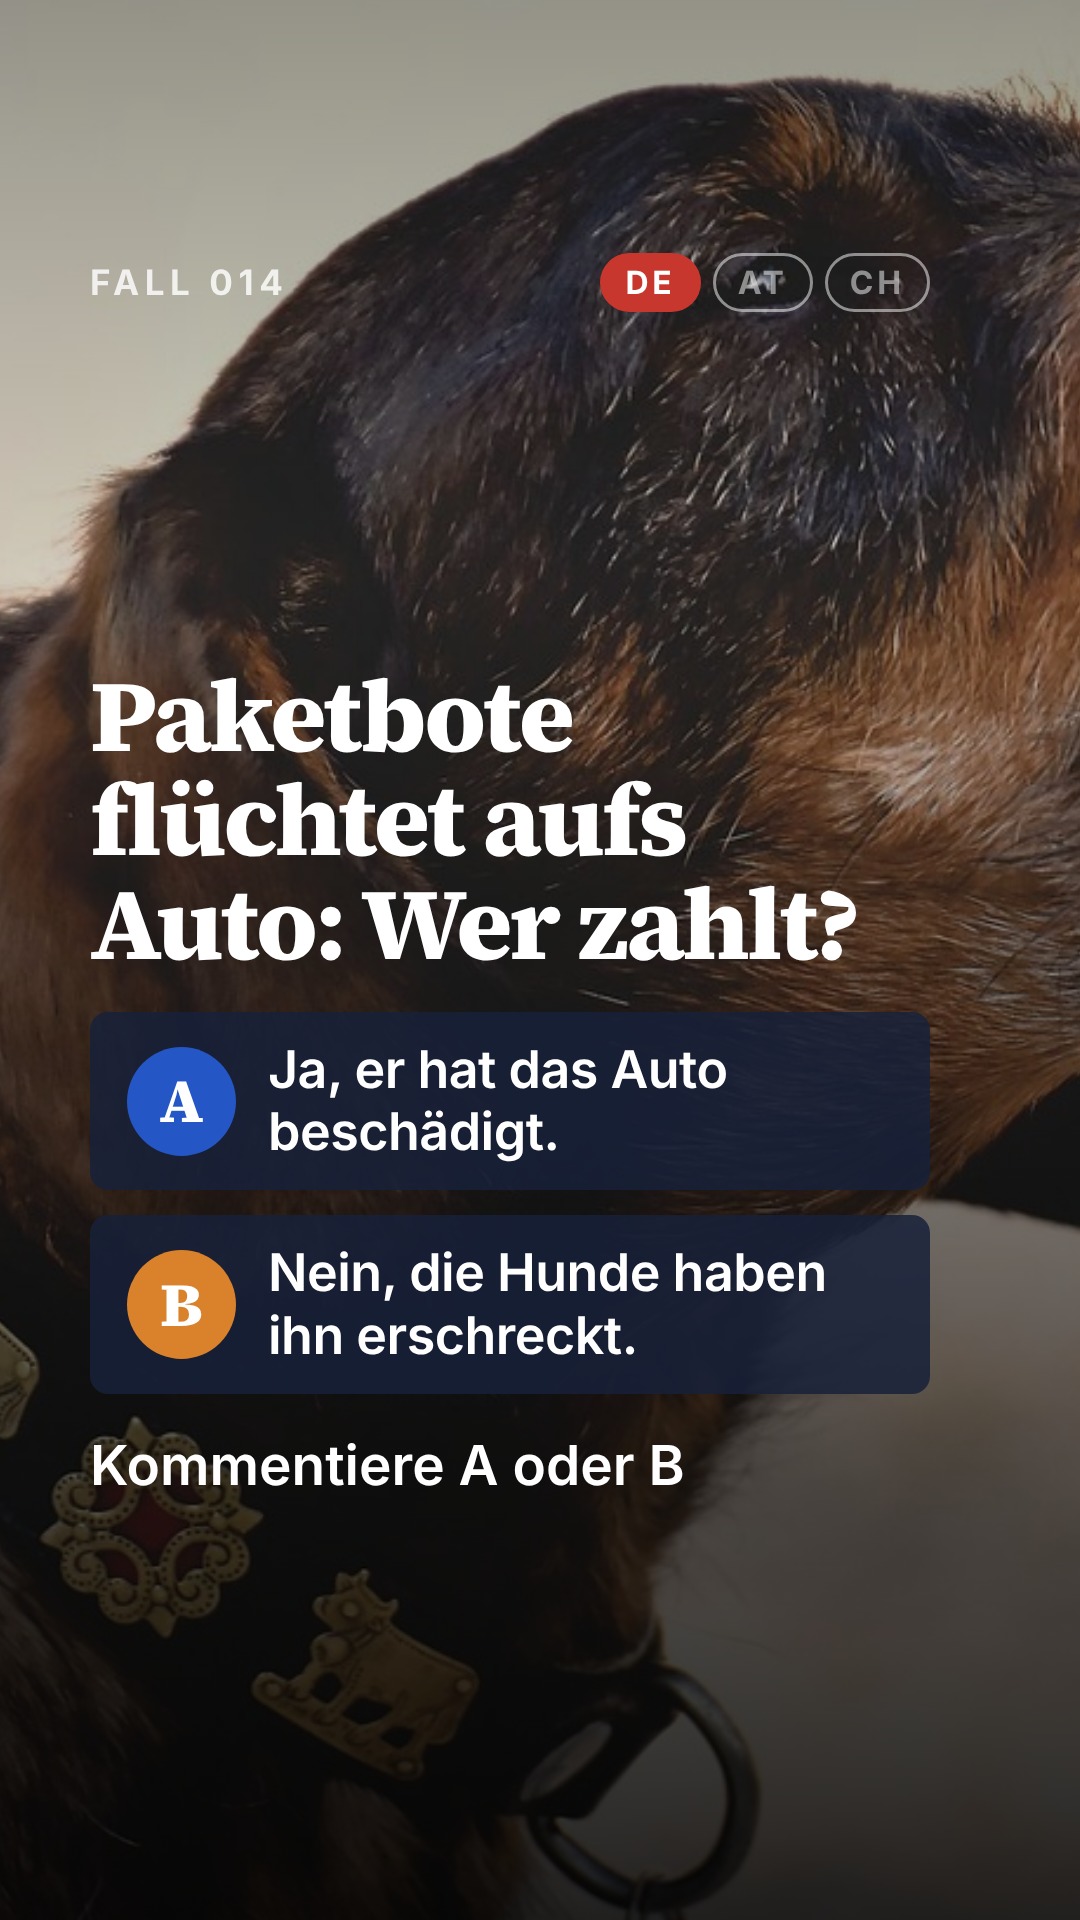 FALL 014
DE AT CH
Paketbote
flüchtet aufs
Auto: Wer zahlt?
A Ja, er hat das Auto
beschädigt.
B Nein, die Hunde haben
ihn erschreckt.
Kommentiere A oder B